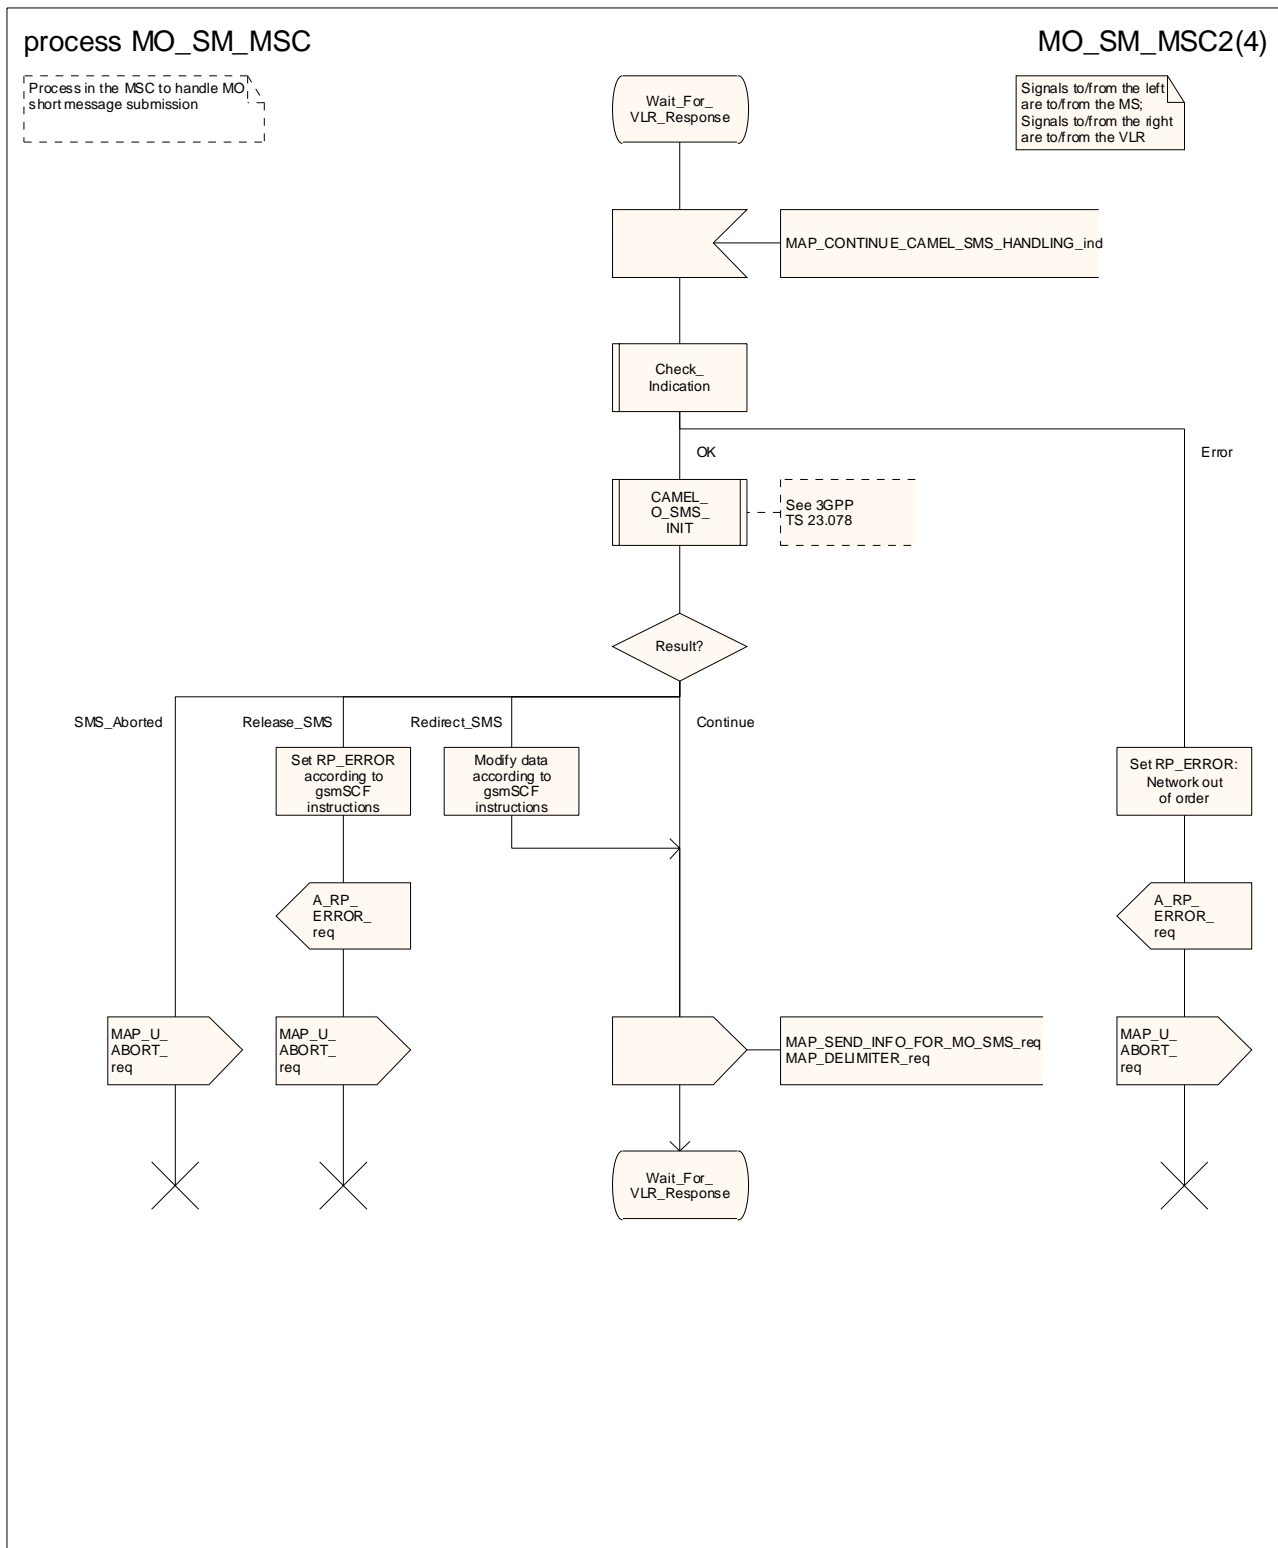 process MO_SM_MSC
MO_SM_MSC2(4)
Process in the MSC to handle MO
short message submission
Wait_For_
VLR_Response
Signals to/from the left
are to/from the MS;
Signals to/from the right
are to/from the VLR
MAP_CONTINUE_CAMEL_SMS_HANDLING_ind
Check_
Indication
OK
Error
CAMEL_
O_SMS_
INIT
See 3GPP
TS 23.078
Result?
SMS_Aborted
Release_SMS
Redirect_SMS
Continue
Set RP_ERROR
according to
gsmSCF
instructions
Modify data
according to
gsmSCF
instructions
Set RP_ERROR:
Network out
of order
A_RP_
ERROR_
req
A_RP_
ERROR_
req
MAP_U_
ABORT_
req
MAP_U_
ABORT_
req
MAP_SEND_INFO_FOR_MO_SMS_req
MAP_DELIMITER_req
MAP_U_
ABORT_
req
Wait_For_
VLR_Response